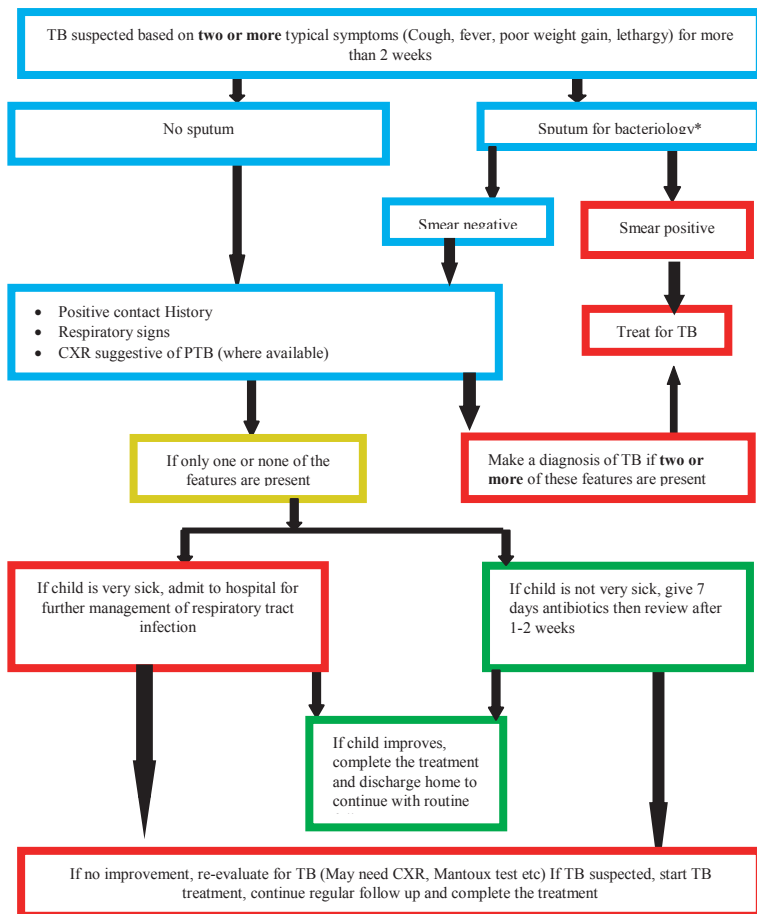 TB suspected based on two or more typical symptoms (Cough, fever, poor weight gain, lethargy) for more
than 2 weeks
No sputum
Sputum for bacteriology*
Smear negative
Smear positive
• Positive contact History
• Respiratory signs
• CXR suggestive of PTB (where available)
Treat for TB
If only one or none of the
features are present
Make a diagnosis of TB if two or
more of these features are present
If child is very sick, admit to hospital for
further management of respiratory tract
infection
If child is not very sick, give 7
days antibiotics then review after
1-2 weeks
If child improves,
complete the treatment
and discharge home to
continue with routine
If no improvement, re-evaluate for TB (May need CXR, Mantoux test etc) If TB suspected, start TB
treatment, continue regular follow up and complete the treatment